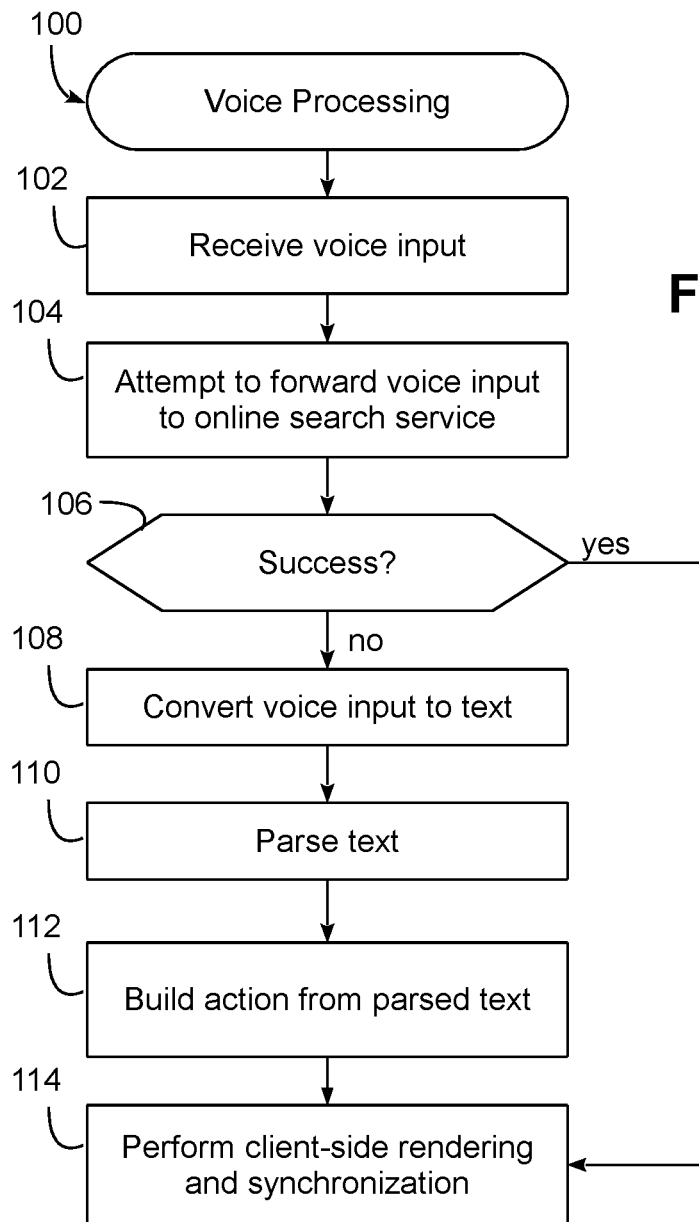 100
Voice Processing
102
Receive voice input
F
104
Attempt to forward voice input
to online search service
106
Success?
yes
no
108
Convert voice input to text
110
Parse text
112
Build action from parsed text
114
Perform client-side rendering
and synchronization